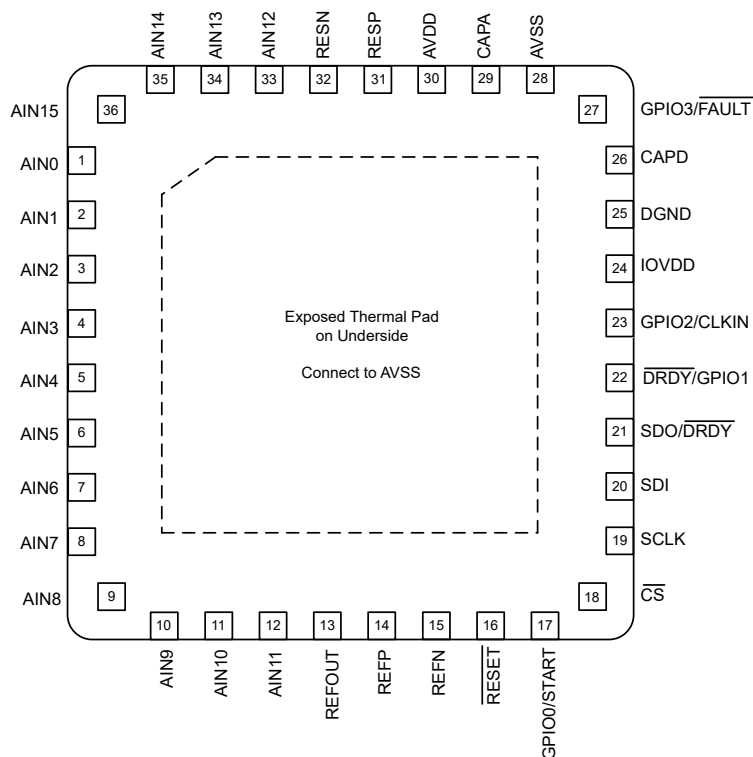 AIN14
AIN13
AIN12
RESN
RESP
AVDD
CAPA
AVSS
35
34
33
32
31
30
29
28
AIN15
36
27
GPIO3/FAULT
AIN0
1
26
CAPD
AIN1
2
25
DGND
AIN2
3
24
IOVDD
AIN3
4
23
GPIO2/CLKIN
AIN4
5
22
DRDY/GPIO1
AIN5
6
21
SDO/DRDY
AIN6
7
20
SDI
AIN7
8
19
SCLK
AIN8
9
18
CS
Exposed Thermal Pad
on Underside
Connect to AVSS
10
11
12
13
14
15
16
17
AIN9
AIN10
AIN11
REFOUT
REFP
REFN
RESET
GPIO0/START